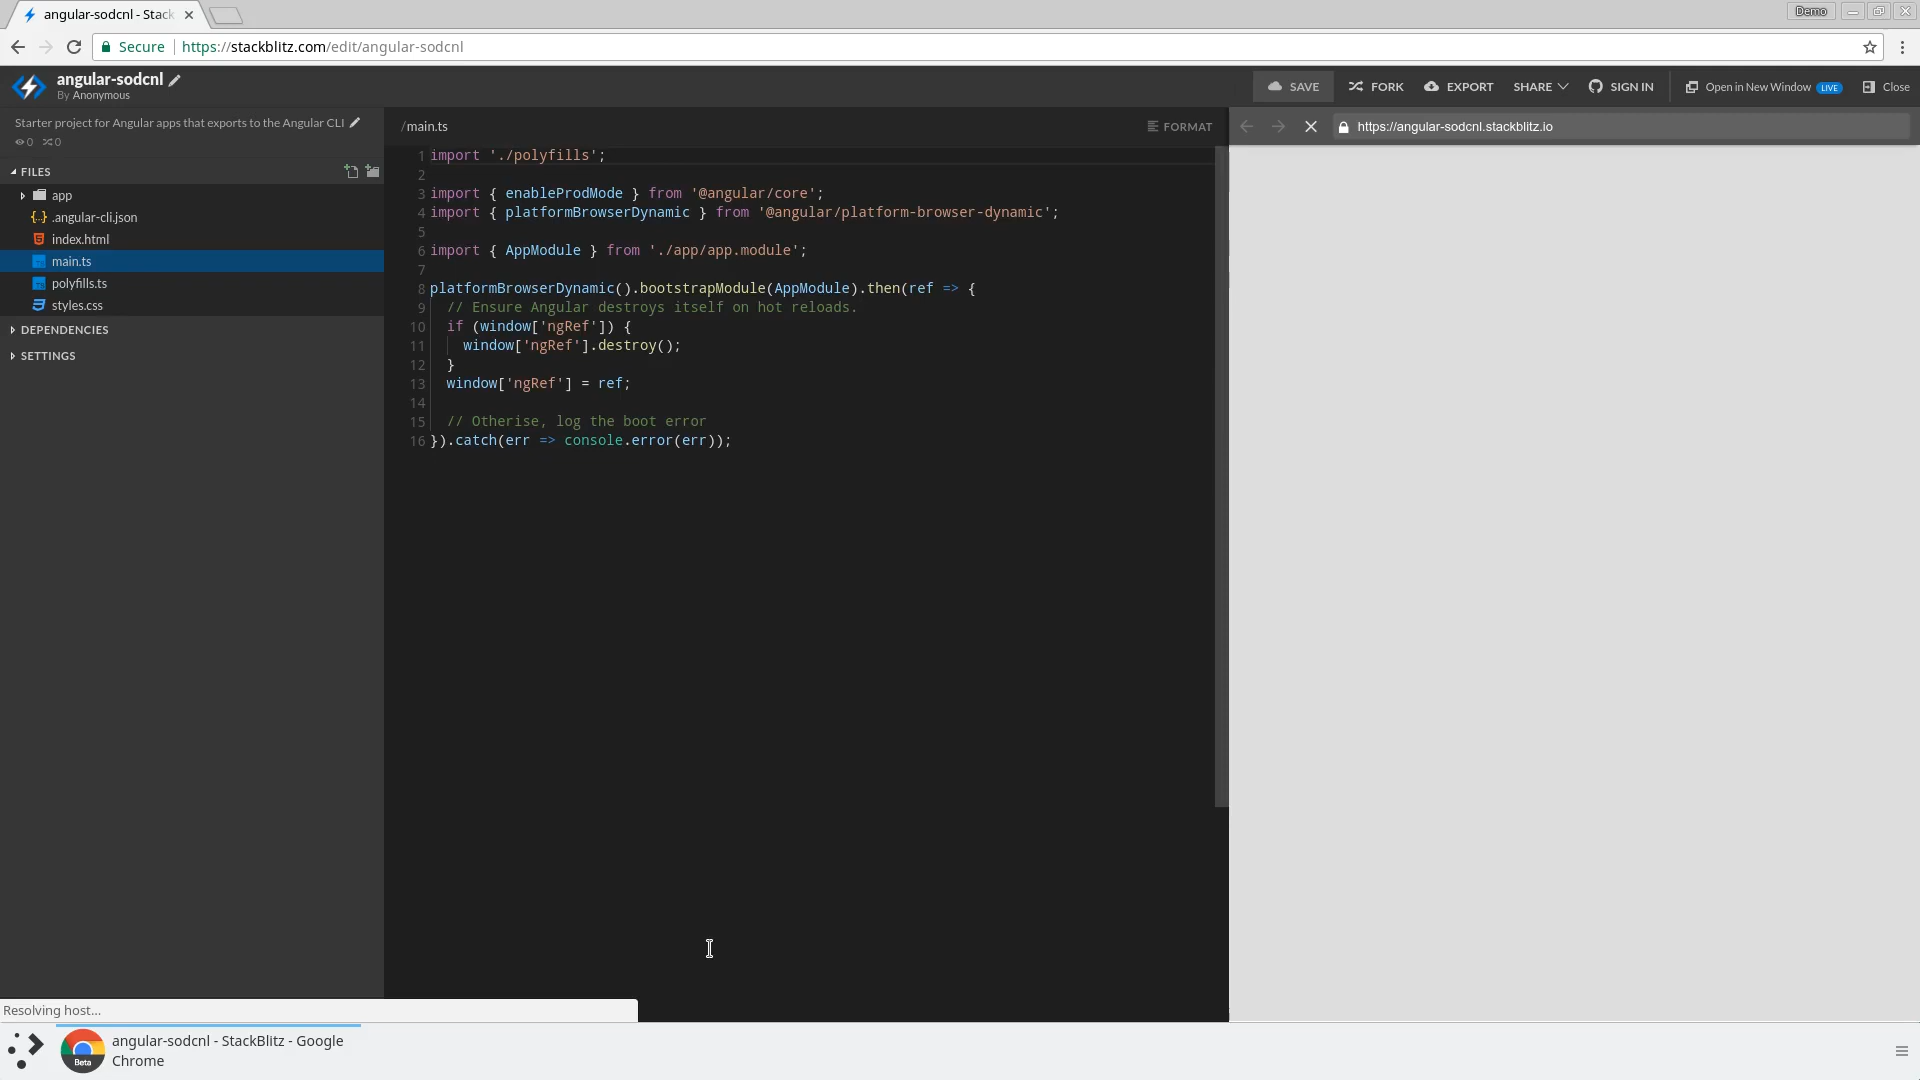 angular-sodcnl - Stack
Demo
Secure
https://stackblitz.com/edit/angular-sodcnl
angular-sodcnl
By Anonymous
SAVE
FORK
EXPORT
SHARE
SIGN IN
Open in New Window
LIVE
Close
Starter project for Angular apps that exports to the Angular CLI
0 0
FILES
app
{..} .angular-cli.json
index.html
main.ts
polyfills.ts
styles.css
DEPENDENCIES
SETTINGS
/main.ts
FORMAT
https://angular-sodcnl.stackblitz.io
1 import './polyfills';
2
3 import { enableProdMode } from '@angular/core';
4 import { platformBrowserDynamic } from '@angular/platform-browser-dynamic';
5
6 import { AppModule } from './app/app.module';
7
8 platformBrowserDynamic().bootstrapModule(AppModule).then(ref => {
9 // Ensure Angular destroys itself on hot reloads.
10 if (window['ngRef']) {
11 window['ngRef'].destroy();
12 }
13 window['ngRef'] = ref;
14
15 // Otherise, log the boot error
16 }).catch(err => console.error(err));
Resolving host...
Beta
angular-sodcnl - StackBlitz - Google
Chrome